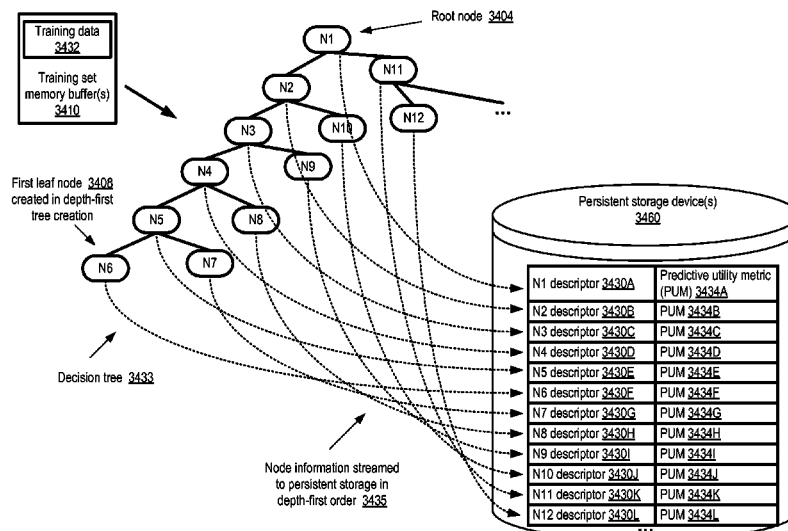 Training data
3432
Training set
memory buffer(s)
3410
Root node 3404
N1
N11
N2
N10
N12
...
N3
N9
N4
First leaf node 3408
created in depth-first
tree creation
N5
N8
N6
N7
Decision tree 3433
Node information streamed
to persistent storage in
depth-first order 3435
Persistent storage device(s)
3460
N1 descriptor 3430A
Predictive utility metric
(PUM) 3434A
N2 descriptor 3430B PUM 3434B
N3 descriptor 3430C PUM 3434C
N4 descriptor 3430D PUM 3434D
N5 descriptor 3430E PUM 3434E
N6 descriptor 3430F PUM 3434F
N7 descriptor 3430G PUM 3434G
N8 descriptor 3430H PUM 3434H
N9 descriptor 3430I PUM 3434I
N10 descriptor 3430J PUM 3434J
N11 descriptor 3430K PUM 3434K
N12 descriptor 3430L PUM 3434L
...